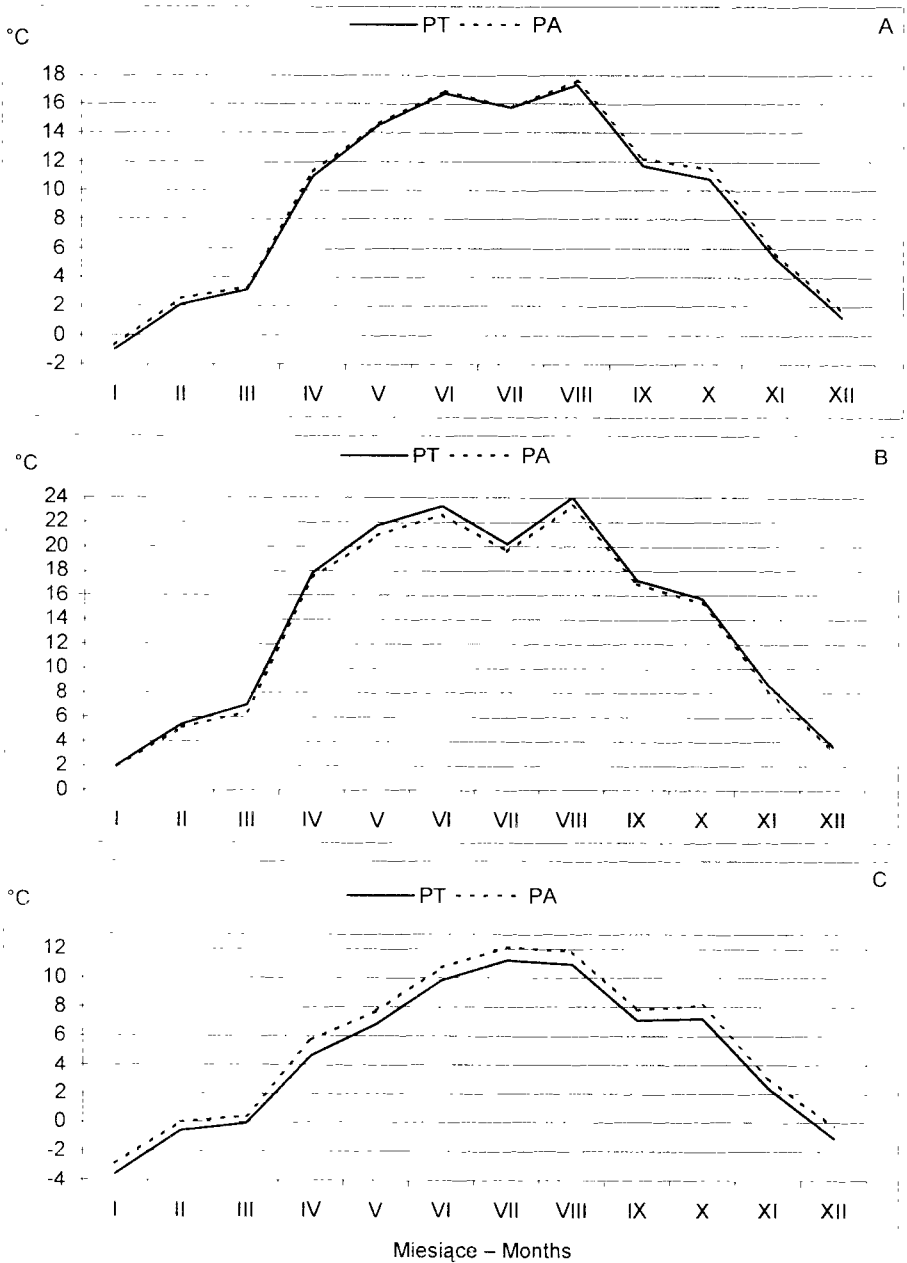 PT PA
A
°C
18
16
14
12
10
8
6
4
2
0
-2
I II III IV V VI VII VIII IX X XI XII
PT PA
B
°C
24
22
20
18
16
14
12
10
8
6
4
2
0
I II III IV V VI VII VIII IX X XI XII
PT PA
C
°C
12
10
8
6
4
2
0
-2
-4
I II III IV V VI VII VIII IX X XI XII
Miesiące – Months